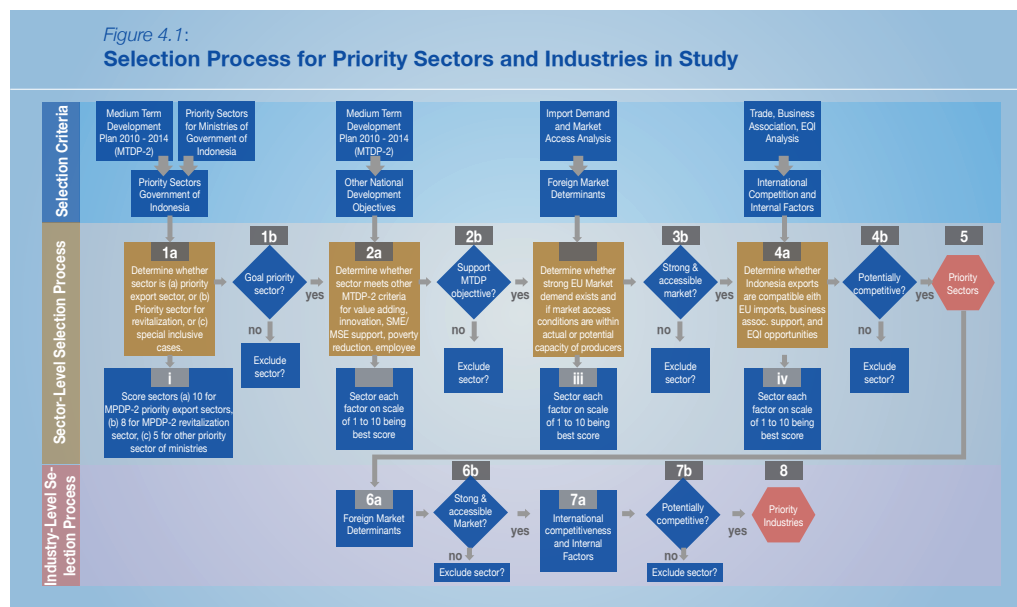 Figure 4.1:
Selection Process for Priority Sectors and Industries in Study
Selection Criteria
Medium Term
Development
Plan 2010 - 2014
(MTDP-2)
Priority Sectors
for Ministries of
Government of
Indonesia
Medium Term
Development
Plan 2010 - 2014
(MTDP-2)
Import Demand
and Market
Access Analysis
Trade, Business
Association, EQI
Analysis
Priority Sectors
Government of
Indonesia
Other National
Development
Objectives
Foreign Market
Determinants
International
Competition and
Internal Factors
Sector-Level Selection Process
1a
Determine whether
sector is (a) priority
export sector, or (b)
Priority sector for
revitalization, or (c)
special inclusive
cases.
1b
Goal priority
sector?
yes
no
Exclude
sector?
2a
Determine whether
sector meets other
MTDP-2 criteria
for value adding,
innovation, SME/
MSE support, poverty
reduction, employee
2b
Support
MTDP
objecttive?
yes
no
Exclude
sector?
Determine whether
strong EU Market
demend exists and
if market access
conditions are within
actual or potential
capacity of producers
3b
Strong &
accessible
market?
yes
no
Exclude
sector?
4a
Determine whether
Indonesia exports
are compatible eith
EU imports, business
assoc. support, and
EQI opportunities
4b
Potentially
competitive?
yes
no
Exclude
sector?
5
Priority
Sectors
i
Score sectors (a) 10 for
MPDP-2 priority export sectors,
(b) 8 for MPDP-2 revitalization
sector, (c) 5 for other priority
sector of ministries
Sector each
factor on scale
of 1 to 10 being
best score
iii
Sector each
factor on scale
of 1 to 10 being
best score
iv
Sector each
factor on scale
of 1 to 10 being
best score
Industry-Level Se-
lection Process
6a
Foreign Market
Determinants
6b
Stong &
accessible
Market?
yes
no
Exclude sector?
7a
International
competitiveness
and Internal
Factors
7b
Potentially
competitive?
yes
no
Exclude sector?
8
Priority
Industries